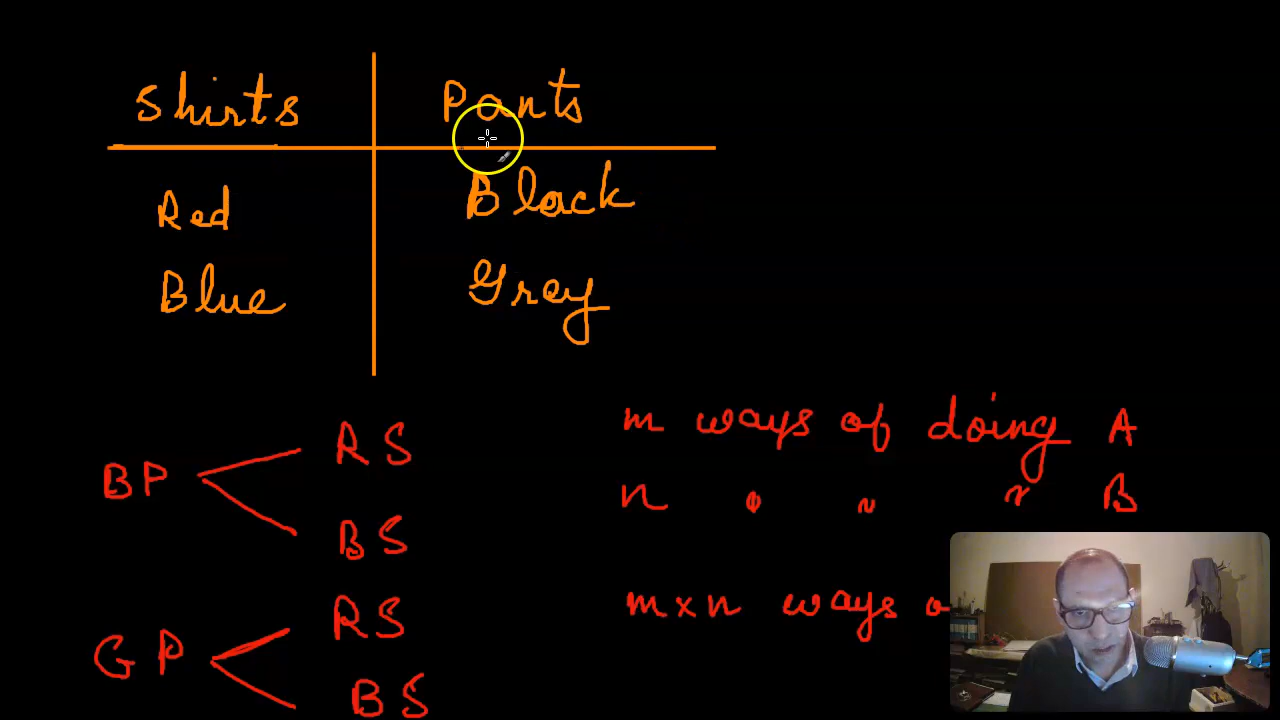 Shirts Pants
Red Black
Blue Grey
BP RS
BS
GP RS
BS
m ways of doing A
n " " " B
m×n ways